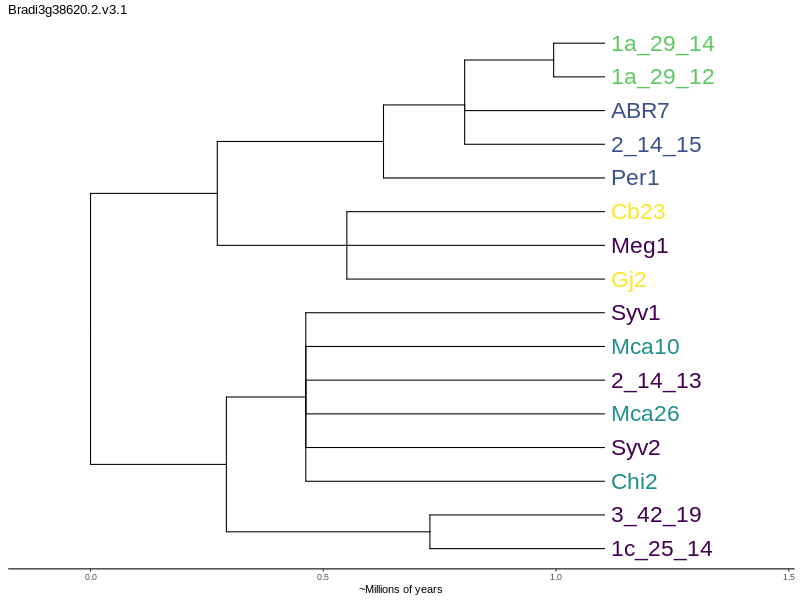 Bradi3g38620.2.v3.1
1a_29_14
1a_29_12
ABR7
2_14_15
Per1
Cb23
Meg1
Gj2
Syv1
Mca10
2_14_13
Mca26
Syv2
Chi2
3_42_19
1c_25_14
0.0 0.5 1.0 1.5
~Millions of years